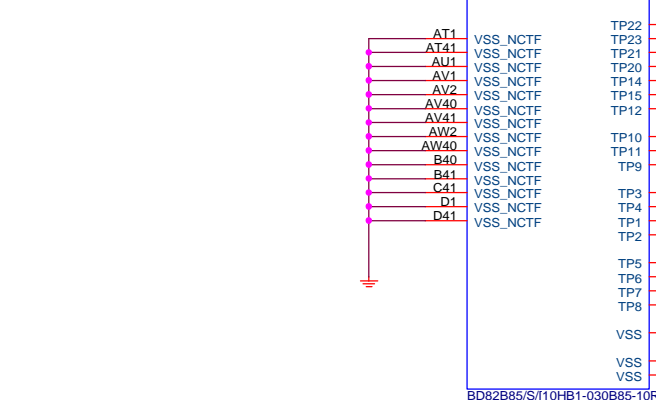 AT1 VSS_NCTF
AT41 VSS_NCTF
AU1 VSS_NCTF
AV1 VSS_NCTF
AV2 VSS_NCTF
AV40 VSS_NCTF
AV41 VSS_NCTF
AW2 VSS_NCTF
AW40 VSS_NCTF
B40 VSS_NCTF
B41 VSS_NCTF
C41 VSS_NCTF
D1 VSS_NCTF
D41 VSS_NCTF
TP22
TP23
TP21
TP20
TP14
TP15
TP12
TP10
TP11
TP9
TP3
TP4
TP1
TP2
TP5
TP6
TP7
TP8
VSS
VSS
VSS